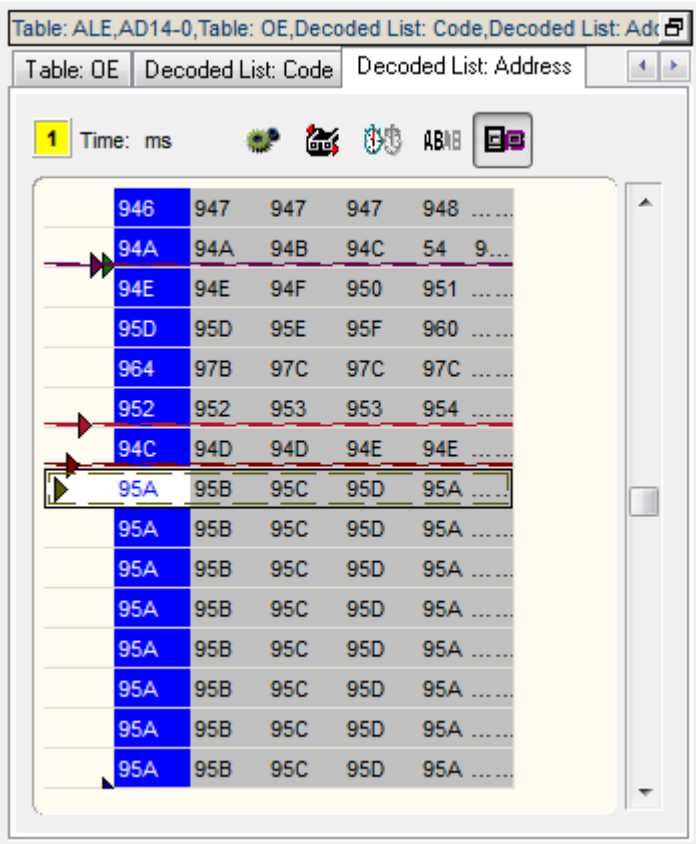 Table: ALE,AD14-0,Table: OE,Decoded List: Code,Decoded List: Add
Table: OE Decoded List: Code Decoded List: Address
1 Time: ms ABAB
946 947 947 947 948 ... ...
94A 94A 94B 94C 54 9...
94E 94E 94F 950 951 ... ...
95D 95D 95E 95F 960 ... ...
964 97B 97C 97C 97C ... ...
952 952 953 953 954 ... ...
94C 94D 94D 94E 94E ... ...
95A 95B 95C 95D 95A ... ...
95A 95B 95C 95D 95A ... ...
95A 95B 95C 95D 95A ... ...
95A 95B 95C 95D 95A ... ...
95A 95B 95C 95D 95A ... ...
95A 95B 95C 95D 95A ... ...
95A 95B 95C 95D 95A ... ...
95A 95B 95C 95D 95A ... ...